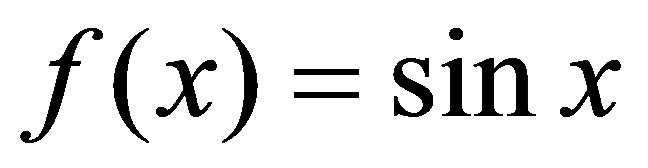 f(x) = sin x